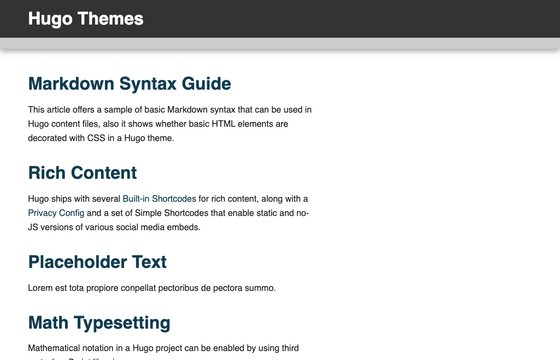 Hugo Themes
Markdown Syntax Guide
This article offers a sample of basic Markdown syntax that can be used in
Hugo content files, also it shows whether basic HTML elements are
decorated with CSS in a Hugo theme.
Rich Content
Hugo ships with several Built-in Shortcodes for rich content, along with a
Privacy Config and a set of Simple Shortcodes that enable static and no-
JS versions of various social media embeds.
Placeholder Text
Lorem est tota propiore conpellat pectoribus de pectora summo.
Math Typesetting
Mathematical notation in a Hugo project can be enabled by using third